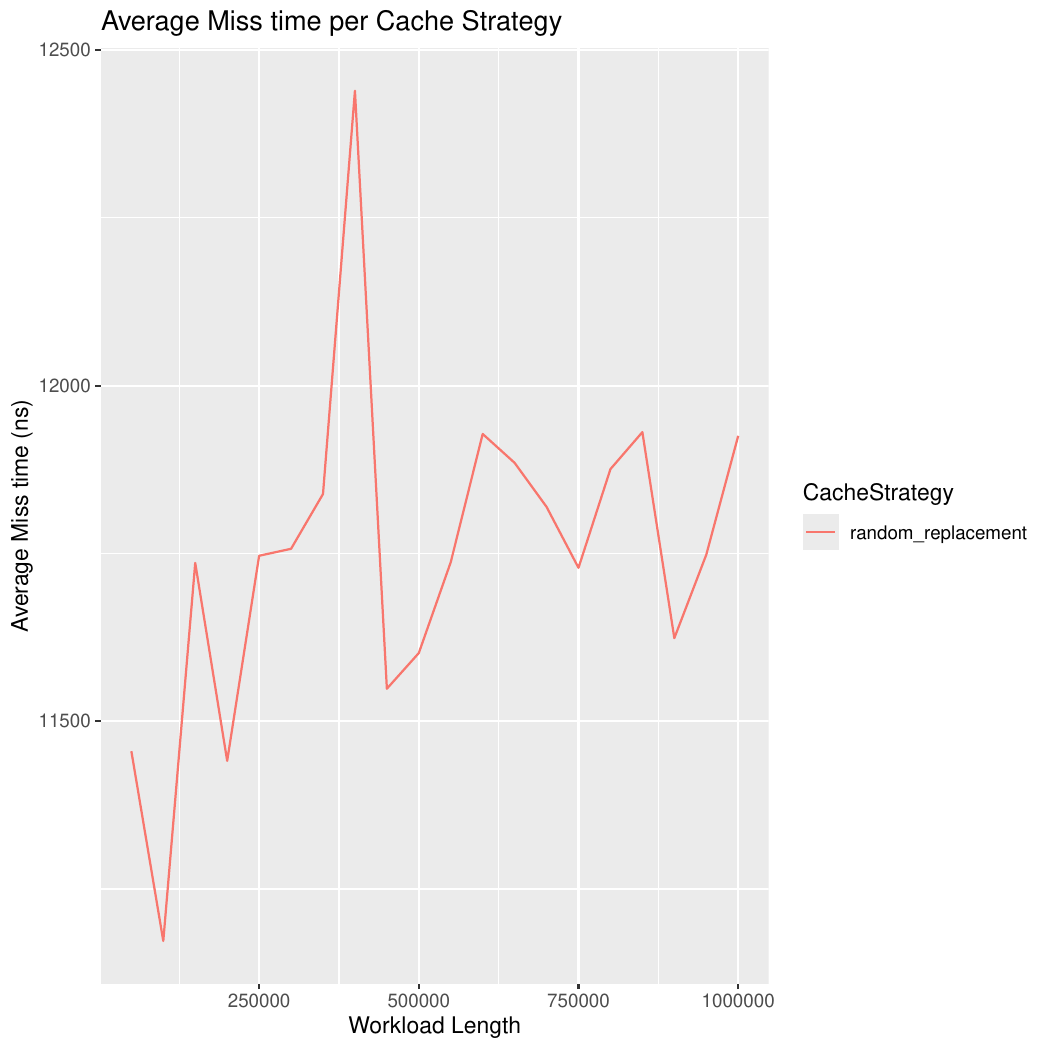 Average Miss time per Cache Strategy
12500
12000
11500
Average Miss time (ns)
250000 500000 750000 1000000
Workload Length
CacheStrategy
random_replacement